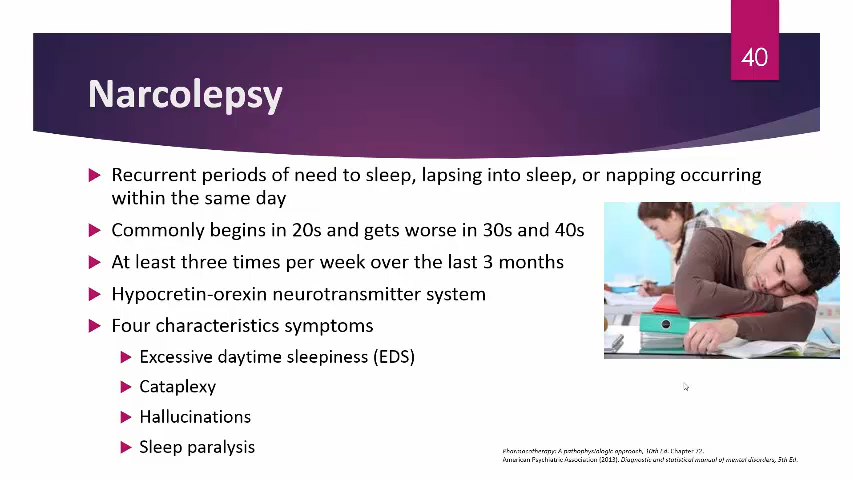 40
Narcolepsy
Recurrent periods of need to sleep, lapsing into sleep, or napping occurring
within the same day
Commonly begins in 20s and gets worse in 30s and 40s
At least three times per week over the last 3 months
Hypocretin-orexin neurotransmitter system
Four characteristics symptoms
Excessive daytime sleepiness (EDS)
Cataplexy
Hallucinations
Sleep paralysis
Pharmacotherapy: A pathophysiologic approach, 10th Ed. Chapter 72.
American Psychiatric Association (2013). Diagnostic and statistical manual of mental disorders, 5th Ed.